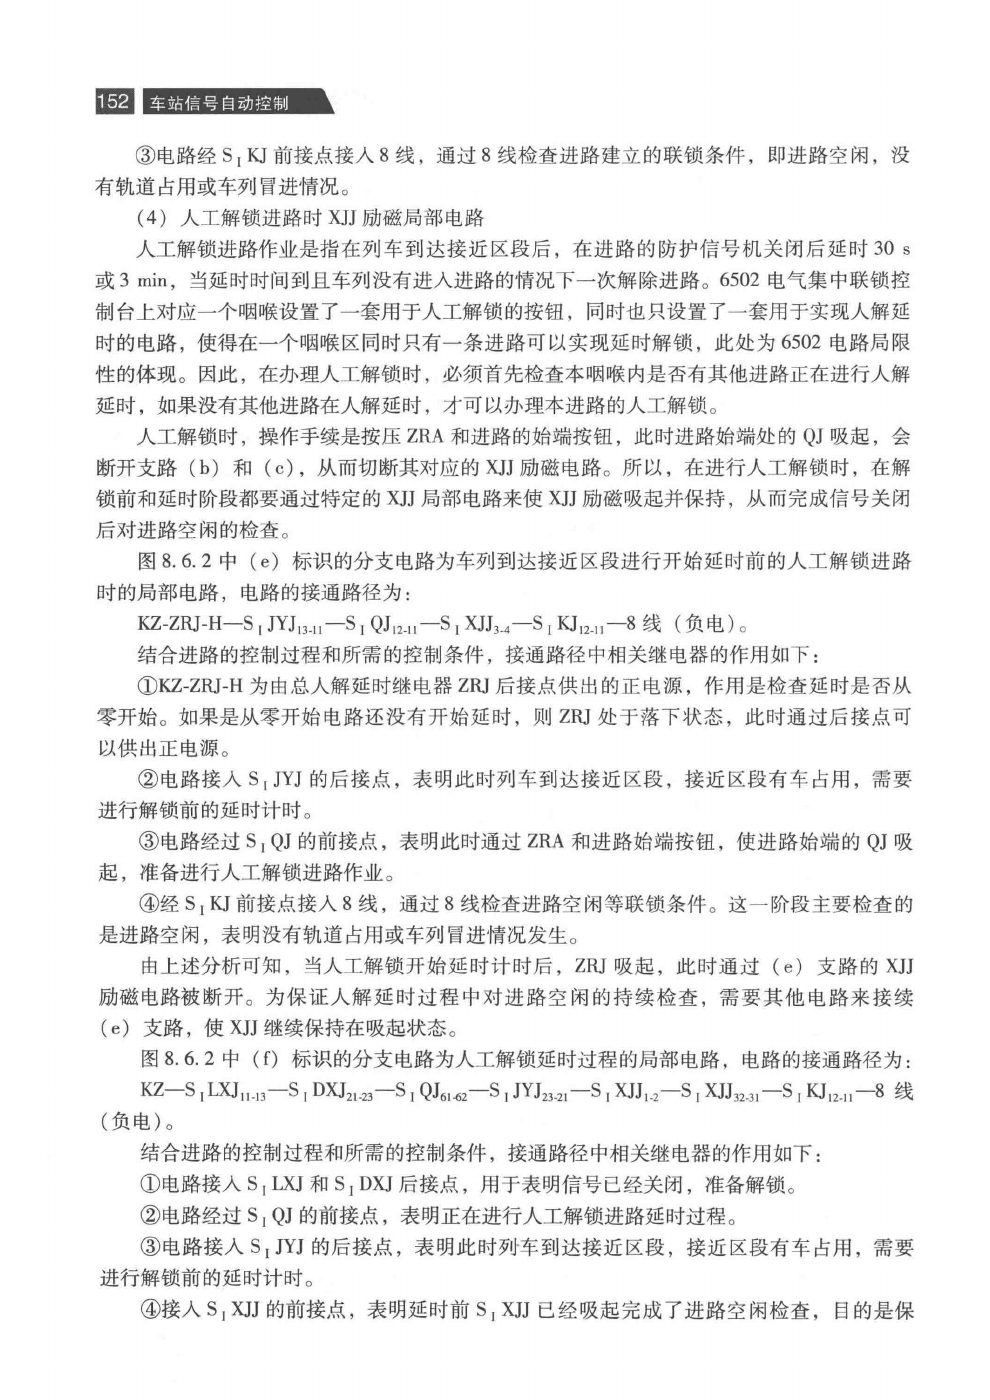 152 车站信号自动控制
③电路经 SⅠKJ 前接点接入 8 线，通过 8 线检查进路建立的联锁条件，即进路空闲，没
有轨道占用或车列冒进情况。
（4）人工解锁进路时 XJJ 励磁局部电路
人工解锁进路作业是指在列车到达接近区段后，在进路的防护信号机关闭后延时 30 s
或 3 min，当延时时间到且车列没有进入进路的情况下一次解除进路。6502 电气集中联锁控
制台上对应一个咽喉设置了一套用于人工解锁的按钮，同时也只设置了一套用于实现人解延
时的电路，使得在一个咽喉区同时只有一条进路可以实现延时解锁，此处为 6502 电路局限
性的体现。因此，在办理人工解锁时，必须首先检查本咽喉内是否有其他进路正在进行人解
延时，如果没有其他进路在人解延时，才可以办理本进路的人工解锁。
人工解锁时，操作手续是按压 ZRA 和进路的始端按钮，此时进路始端处的 QJ 吸起，会
断开支路（b）和（c），从而切断其对应的 XJJ 励磁电路。所以，在进行人工解锁时，在解
锁前和延时阶段都要通过特定的 XJJ 局部电路来使 XJJ 励磁吸起并保持，从而完成信号关闭
后对进路空闲的检查。
图 8.6.2 中（e）标识的分支电路为车列到达接近区段进行开始延时前的人工解锁进路
时的局部电路，电路的接通路径为：
KZ-ZRJ-H—SⅠJYJ13-11—SⅠQJ12-11—SⅠXJJ3-4—SⅠKJ12-11—8 线（负电）。
结合进路的控制过程和所需的控制条件，接通路径中相关继电器的作用如下：
①KZ-ZRJ-H 为由总人解延时继电器 ZRJ 后接点供出的正电源，作用是检查延时是否从
零开始。如果是从零开始电路还没有开始延时，则 ZRJ 处于落下状态，此时通过后接点可
以供出正电源。
②电路接入 SⅠJYJ 的后接点，表明此时列车到达接近区段，接近区段有车占用，需要
进行解锁前的延时计时。
③电路经过 SⅠQJ 的前接点，表明此时通过 ZRA 和进路始端按钮，使进路始端的 QJ 吸
起，准备进行人工解锁进路作业。
④经 SⅠKJ 前接点接入 8 线，通过 8 线检查进路空闲等联锁条件。这一阶段主要检查的
是进路空闲，表明没有轨道占用或车列冒进情况发生。
由上述分析可知，当人工解锁开始延时计时后，ZRJ 吸起，此时通过（e）支路的 XJJ
励磁电路被断开。为保证人解延时过程中对进路空闲的持续检查，需要其他电路来接续
（e）支路，使 XJJ 继续保持在吸起状态。
图 8.6.2 中（f）标识的分支电路为人工解锁延时过程的局部电路，电路的接通路径为：
KZ—SⅠLXJ11-13—SⅠDXJ21-23—SⅠQJ61-62—SⅠJYJ23-21—SⅠXJJ1-2—SⅠXJJ32-31—SⅠKJ12-11—8 线
（负电）。
结合进路的控制过程和所需的控制条件，接通路径中相关继电器的作用如下：
①电路接入 SⅠLXJ 和 SⅠDXJ 后接点，用于表明信号已经关闭，准备解锁。
②电路经过 SⅠQJ 的前接点，表明正在进行人工解锁进路延时过程。
③电路接入 SⅠJYJ 的后接点，表明此时列车到达接近区段，接近区段有车占用，需要
进行解锁前的延时计时。
④接入 SⅠXJJ 的前接点，表明延时前 SⅠXJJ 已经吸起完成了进路空闲检查，目的是保